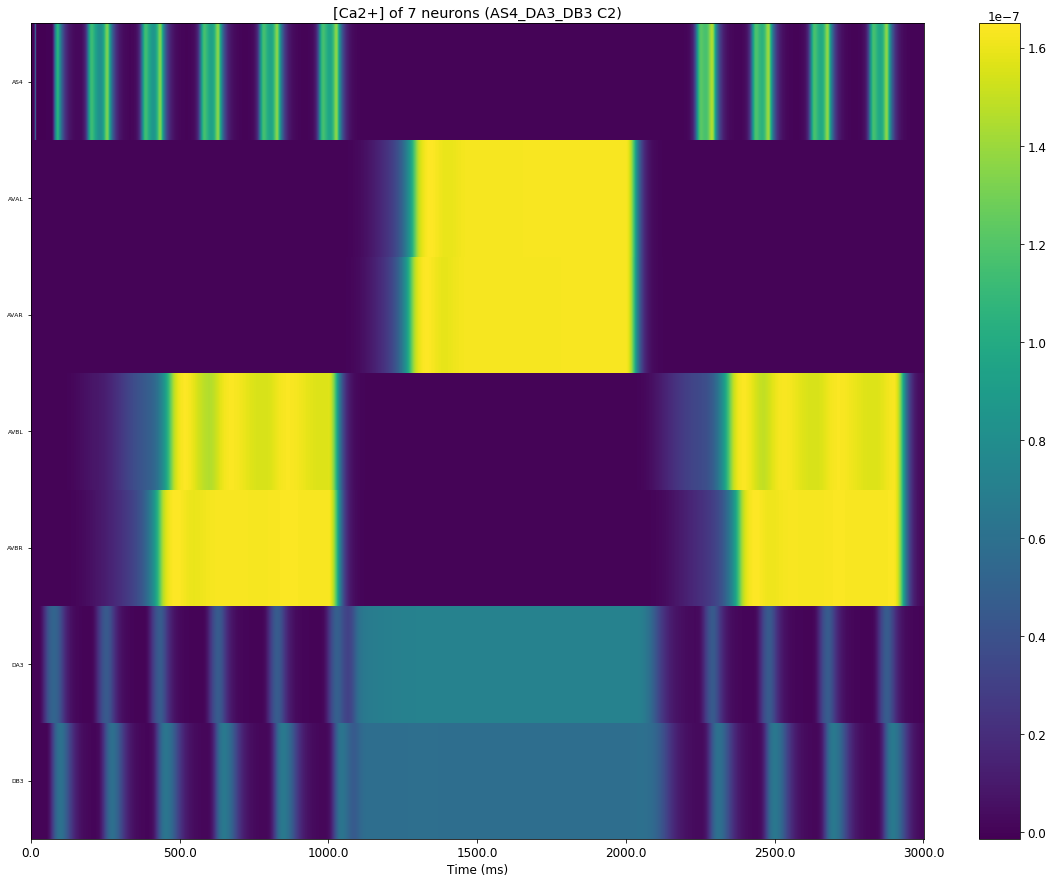 [Ca2+] of 7 neurons (AS4_DA3_DB3 C2)
1e−7
1.6
1.4
1.2
1.0
0.8
0.6
0.4
0.2
0.0
AS4
AVAL
AVAR
AVBL
AVBR
DA3
DB3
0.0 500.0 1000.0 1500.0 2000.0 2500.0 3000.0
Time (ms)